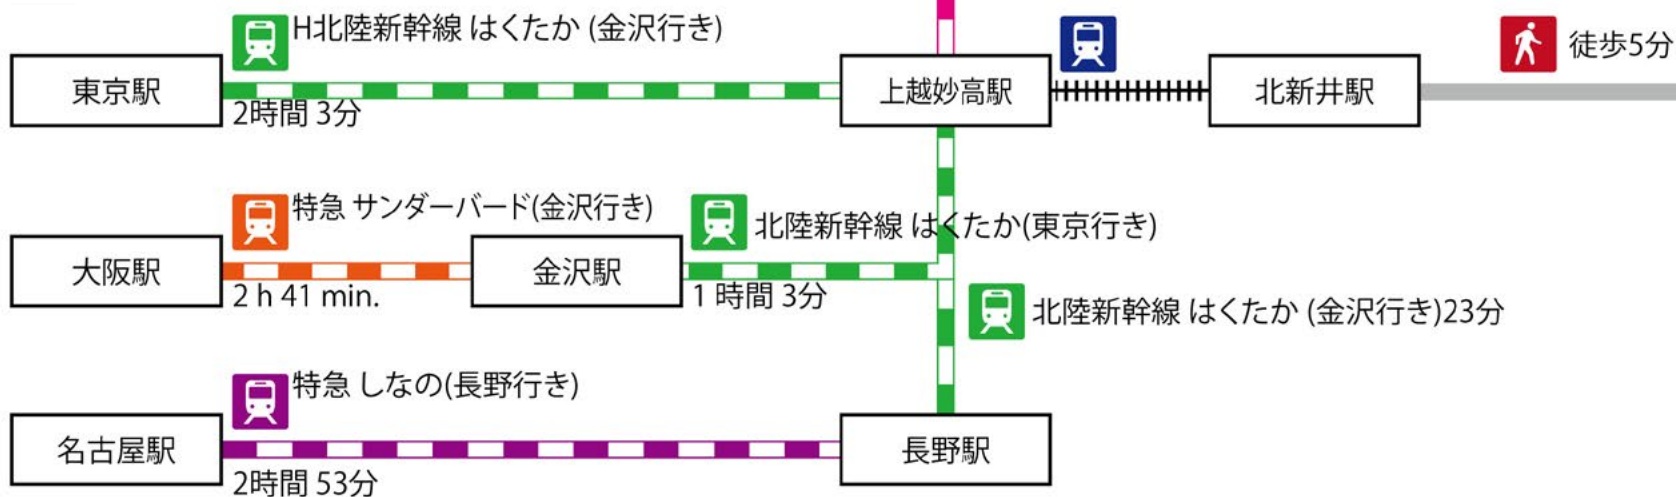 H北陸新幹線 はくたか (金沢行き)
徒歩5分
東京駅
上越妙高駅
北新井駅
2時間 3分
特急 サンダーバード(金沢行き)
北陸新幹線 はくたか(東京行き)
大阪駅
金沢駅
2 h 41 min.
1 時間 3分
北陸新幹線 はくたか (金沢行き)23分
特急 しなの(長野行き)
名古屋駅
長野駅
2時間 53分